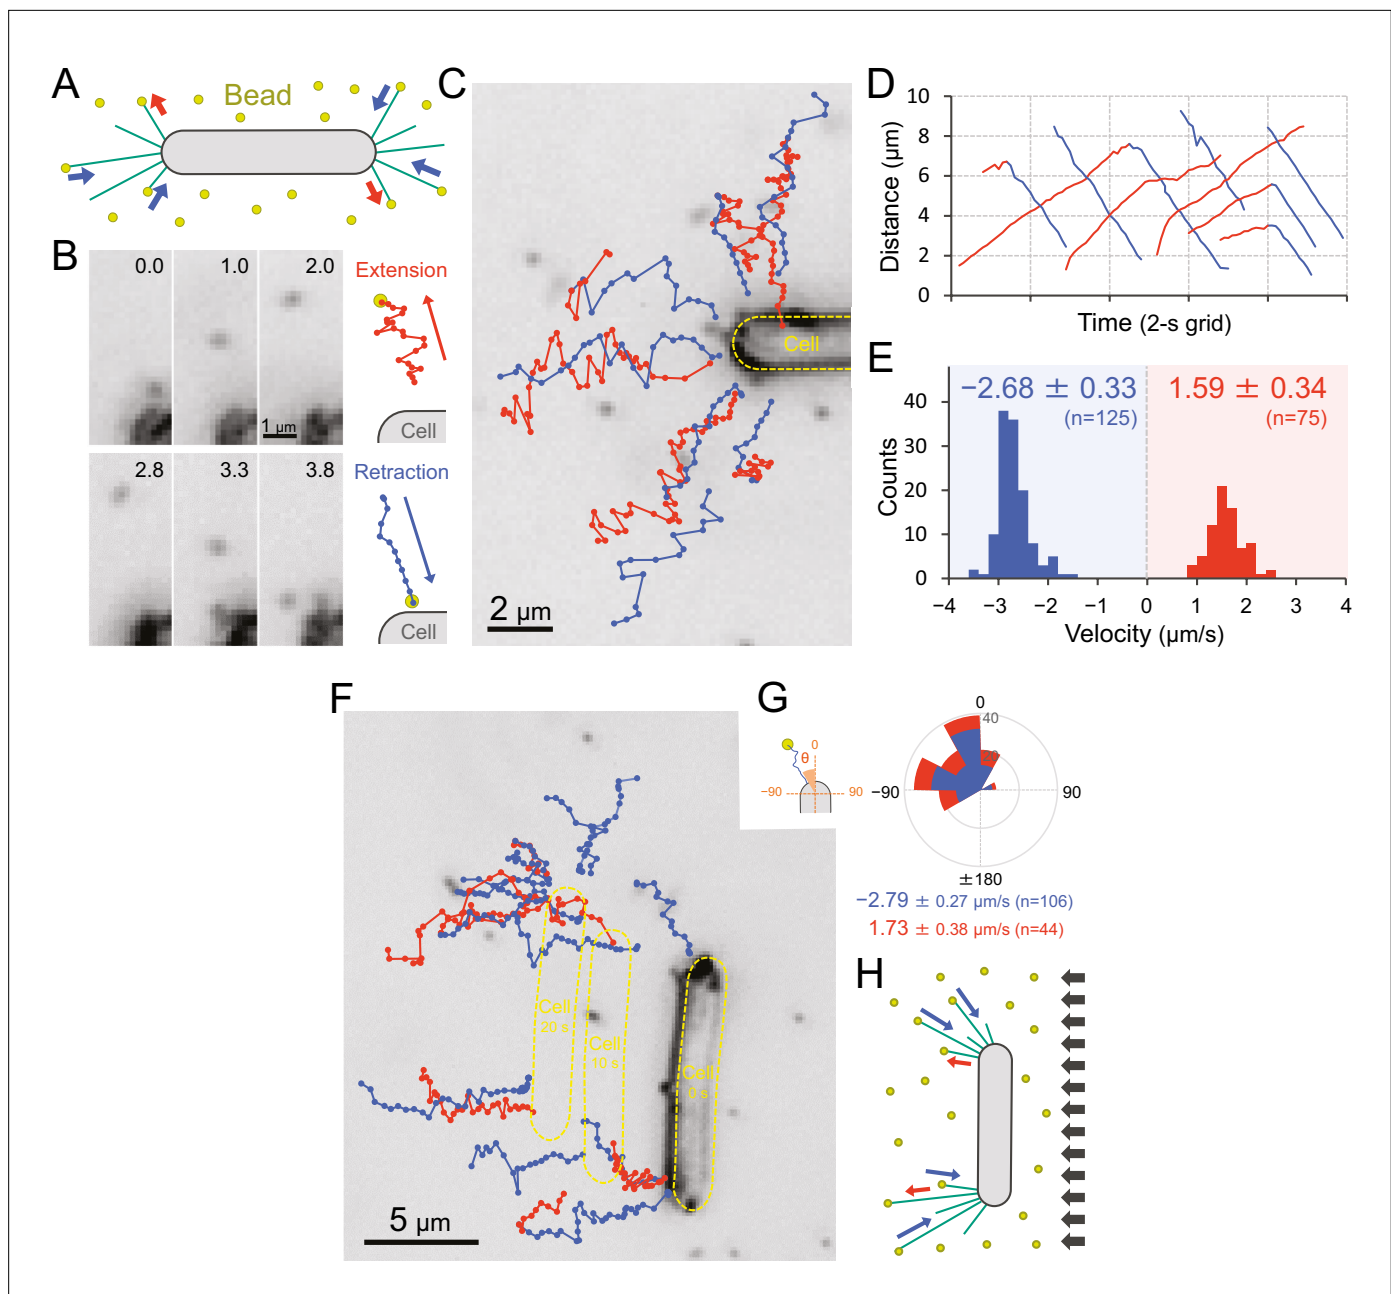 A
Bead
B
0.0
1.0
2.0
1 µm
Extension
Cell
2.8
3.3
3.8
Retraction
Cell
C
Cell
2 µm
D
Distance (µm)
10
8
6
4
2
0
Time (2-s grid)
E
−2.68 ± 0.33
(n=125)
1.59 ± 0.34
(n=75)
Counts
40
30
20
10
0
−4
−3
−2
−1
0
1
2
3
4
Velocity (µm/s)
F
Cell
20 s
Cell
10 s
Cell
0 s
5 µm
G
0
θ
−90
90
0
40
20
−90
90
±180
−2.79 ± 0.27 µm/s (n=106)
1.73 ± 0.38 µm/s (n=44)
H